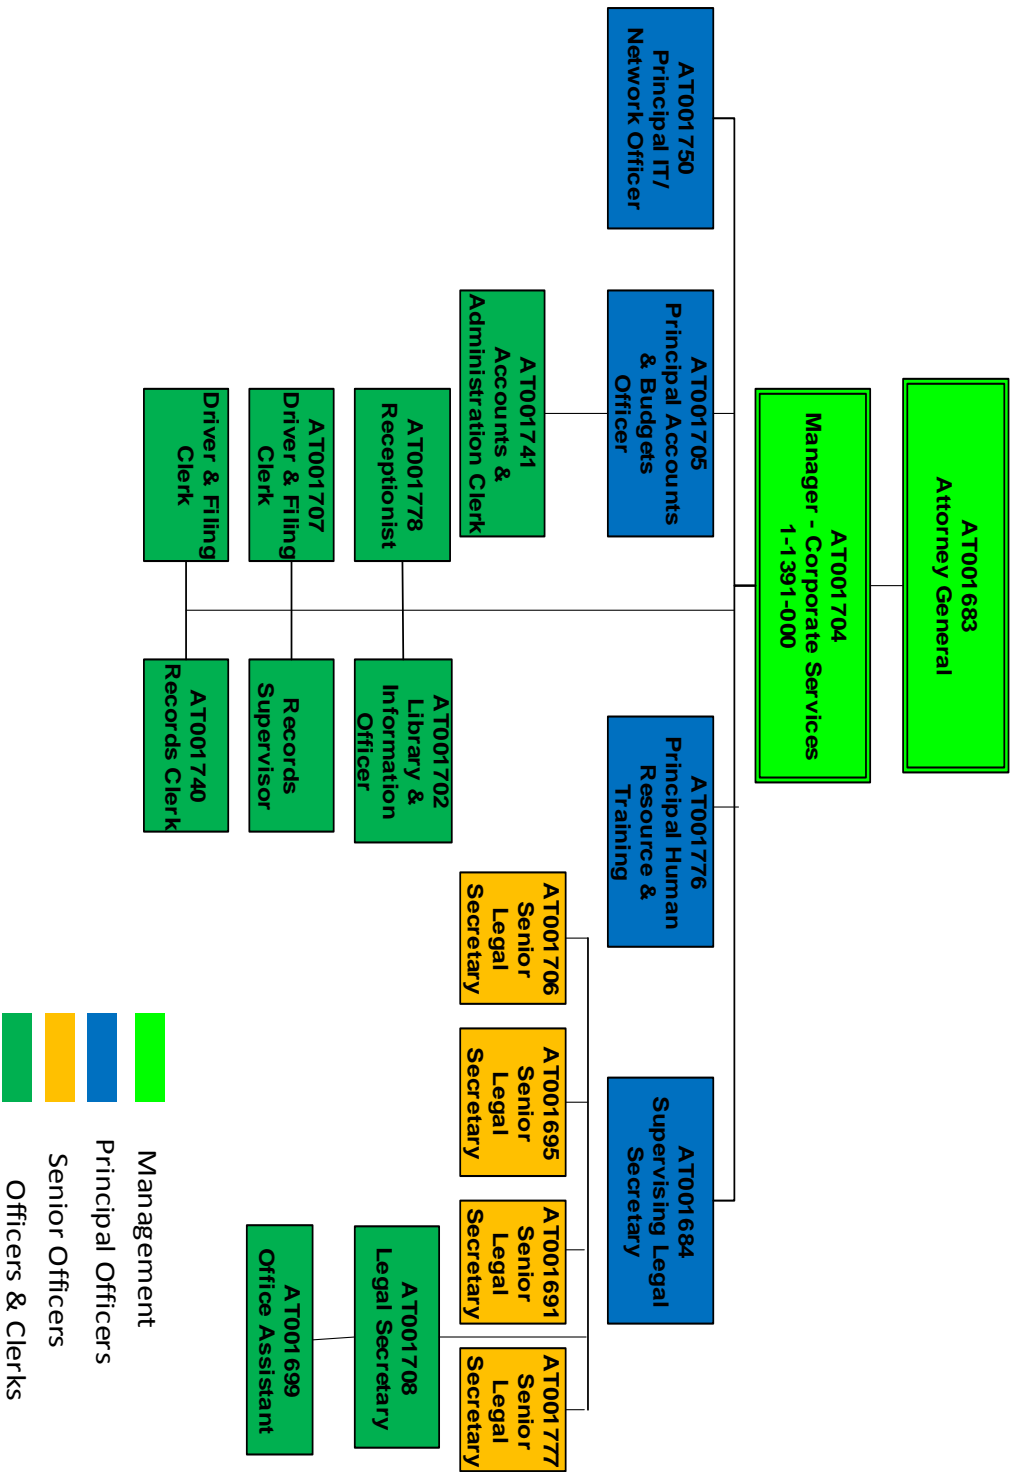 AT001683
Attorney General
AT001704
Manager - Corporate Services
1-1391-000
AT001750
Principal IT/
Network Officer
AT001705
Principal Accounts
& Budgets
Officer
AT001776
Principal Human
Resource &
Training
AT001684
Supervising Legal
Secretary
AT001741
Accounts &
Administration Clerk
AT001706
Senior
Legal
Secretary
AT001695
Senior
Legal
Secretary
AT001691
Senior
Legal
Secretary
AT001777
Senior
Legal
Secretary
AT001778
Receptionist
AT001702
Library &
Information
Officer
AT001708
Legal Secretary
AT001707
Driver & Filing
Clerk
Records
Supervisor
AT001699
Office Assistant
Driver & Filing
Clerk
AT001740
Records Clerk
Management
Principal Officers
Senior Officers
Officers & Clerks